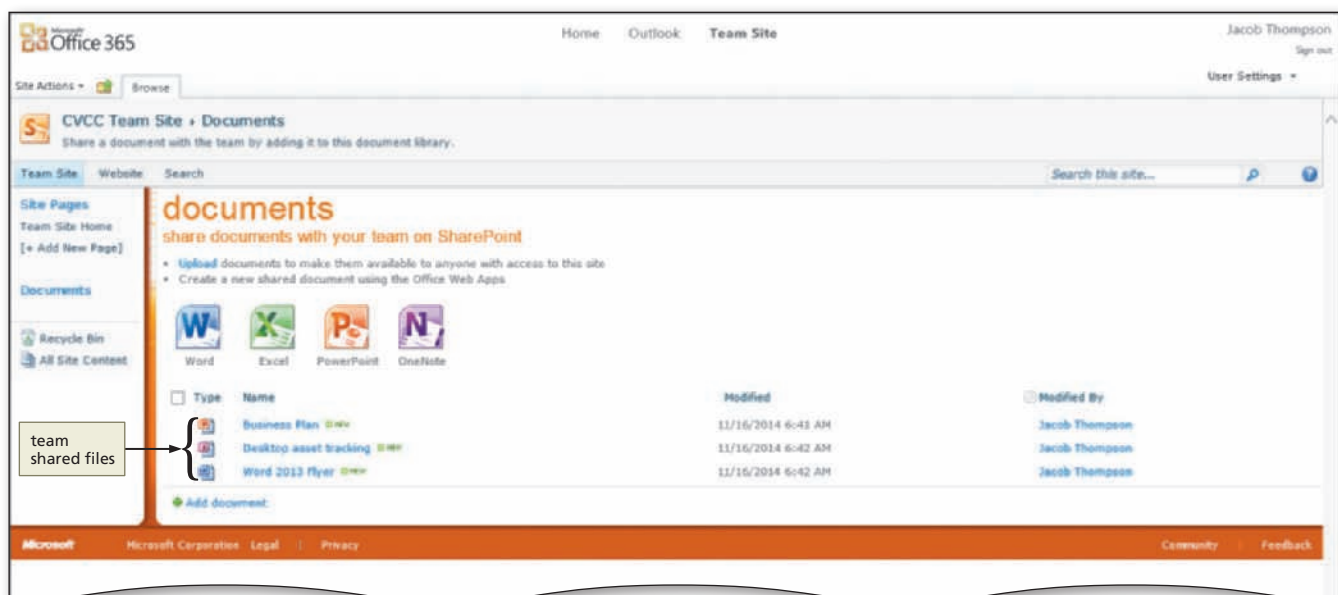 Microsoft
Office 365
Home Outlook Team Site
Jacob Thompson
Sign out
Site Actions Browse
User Settings
CVCC Team Site › Documents
Share a document with the team by adding it to this document library.
Team Site Website Search
Search this site...
Site Pages
Team Site Home
[+ Add New Page]
Documents
Recycle Bin
All Site Content
documents
share documents with your team on SharePoint
• Upload documents to make them available to anyone with access to this site
• Create a new shared document using the Office Web Apps
Word Excel PowerPoint OneNote
Type Name Modified Modified By
Business Plan NEW 11/16/2014 6:41 AM Jacob Thompson
Desktop asset tracking NEW 11/16/2014 6:42 AM Jacob Thompson
Word 2013 flyer NEW 11/16/2014 6:42 AM Jacob Thompson
Add document
team
shared files
Microsoft Microsoft Corporation Legal | Privacy Community | Feedback